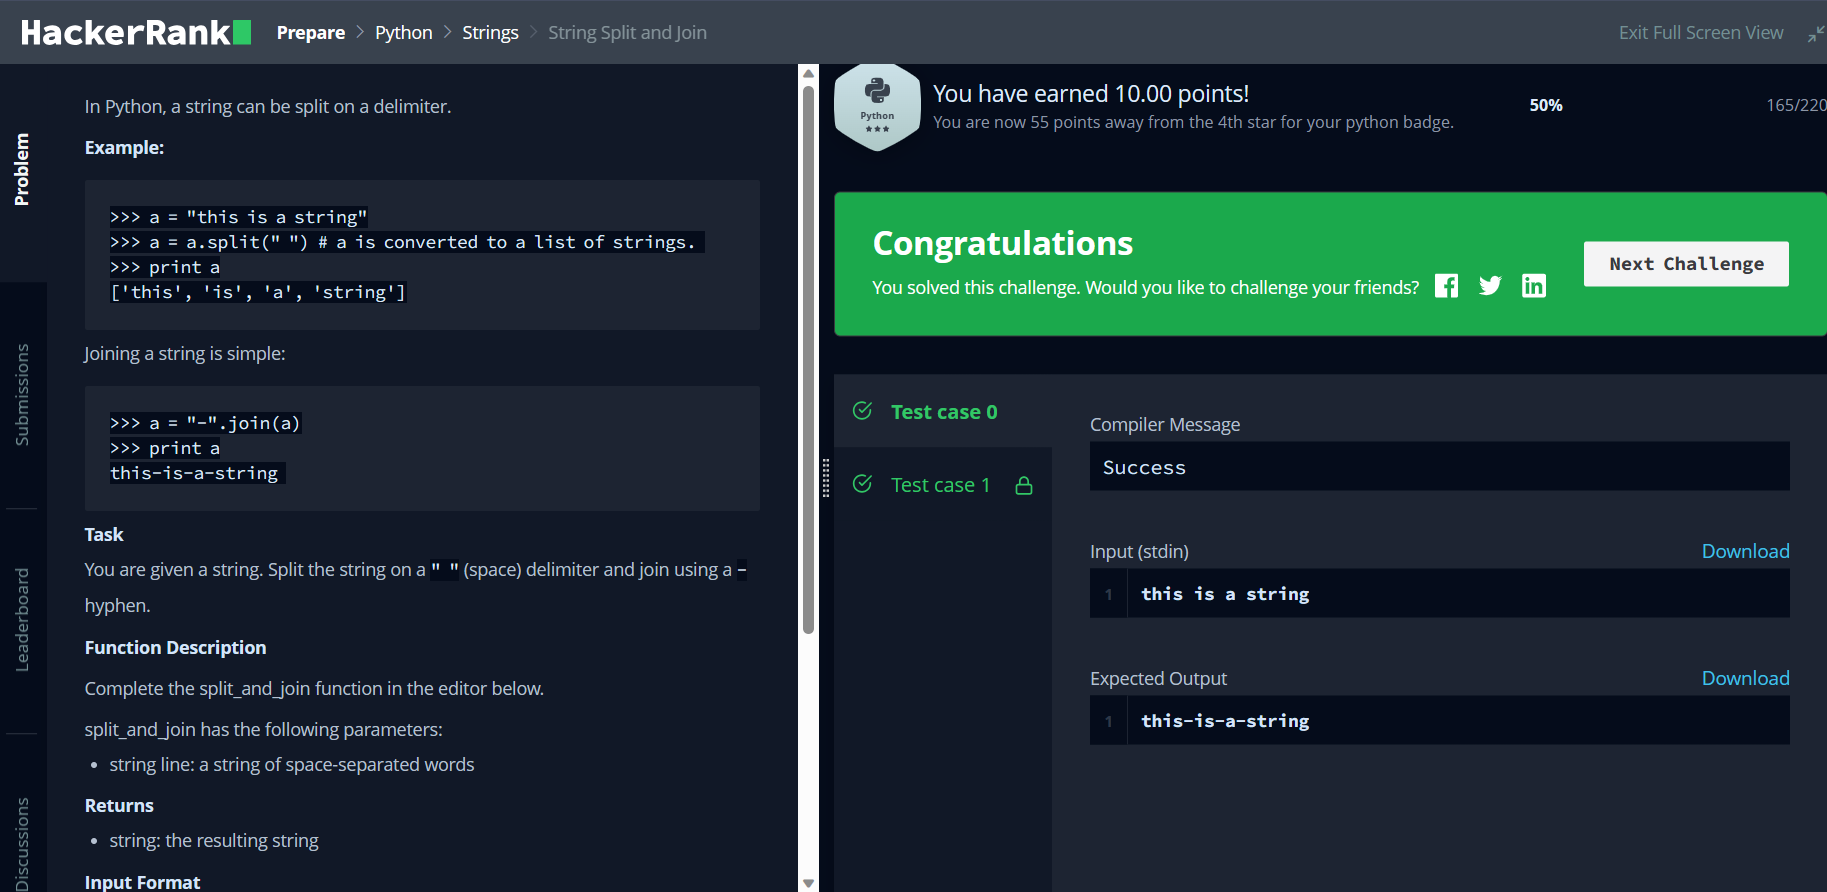 HackerRank
Prepare > Python > Strings > String Split and Join
Exit Full Screen View
Problem
Submissions
Leaderboard
Discussions
In Python, a string can be split on a delimiter.
Example:
>>> a = "this is a string"
>>> a = a.split(" ") # a is converted to a list of strings.
>>> print a
['this', 'is', 'a', 'string']
Joining a string is simple:
>>> a = "-".join(a)
>>> print a
this-is-a-string
Task
You are given a string. Split the string on a " " (space) delimiter and join using a -
hyphen.
Function Description
Complete the split_and_join function in the editor below.
split_and_join has the following parameters:
• string line: a string of space-separated words
Returns
• string: the resulting string
Input Format
Python
You have earned 10.00 points!
You are now 55 points away from the 4th star for your python badge.
50%
165/220
Congratulations
You solved this challenge. Would you like to challenge your friends?
Next Challenge
Test case 0
Test case 1
Compiler Message
Success
Input (stdin)
Download
1 this is a string
Expected Output
Download
1 this-is-a-string